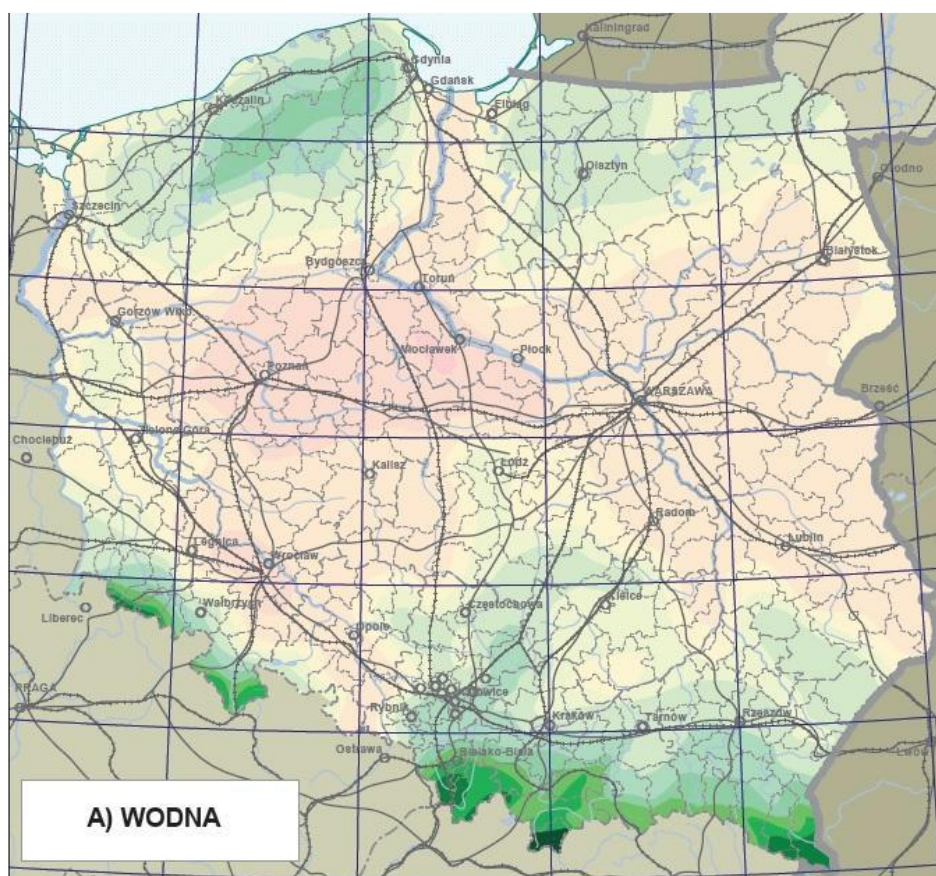 Kaliningrad
Gdynia
Gdańsk
Koszalin
Elbląg
Olsztyn
Grodno
Szczecin
Białystok
Bydgoszcz
Toruń
Gorzów Wlkp.
Włocławek
Płock
Poznań
WARSZAWA
Brześć
Zielona Góra
Chociebuż
Kalisz
Łódź
Radom
Legnica
Wrocław
Lublin
Liberec
Wałbrzych
Częstochowa
Kielce
Opole
PRAGA
Katowice
Rybnik
Kraków
Tarnów
Rzeszów
Ostrawa
Bielsko-Biała
Lwów
A) WODNA